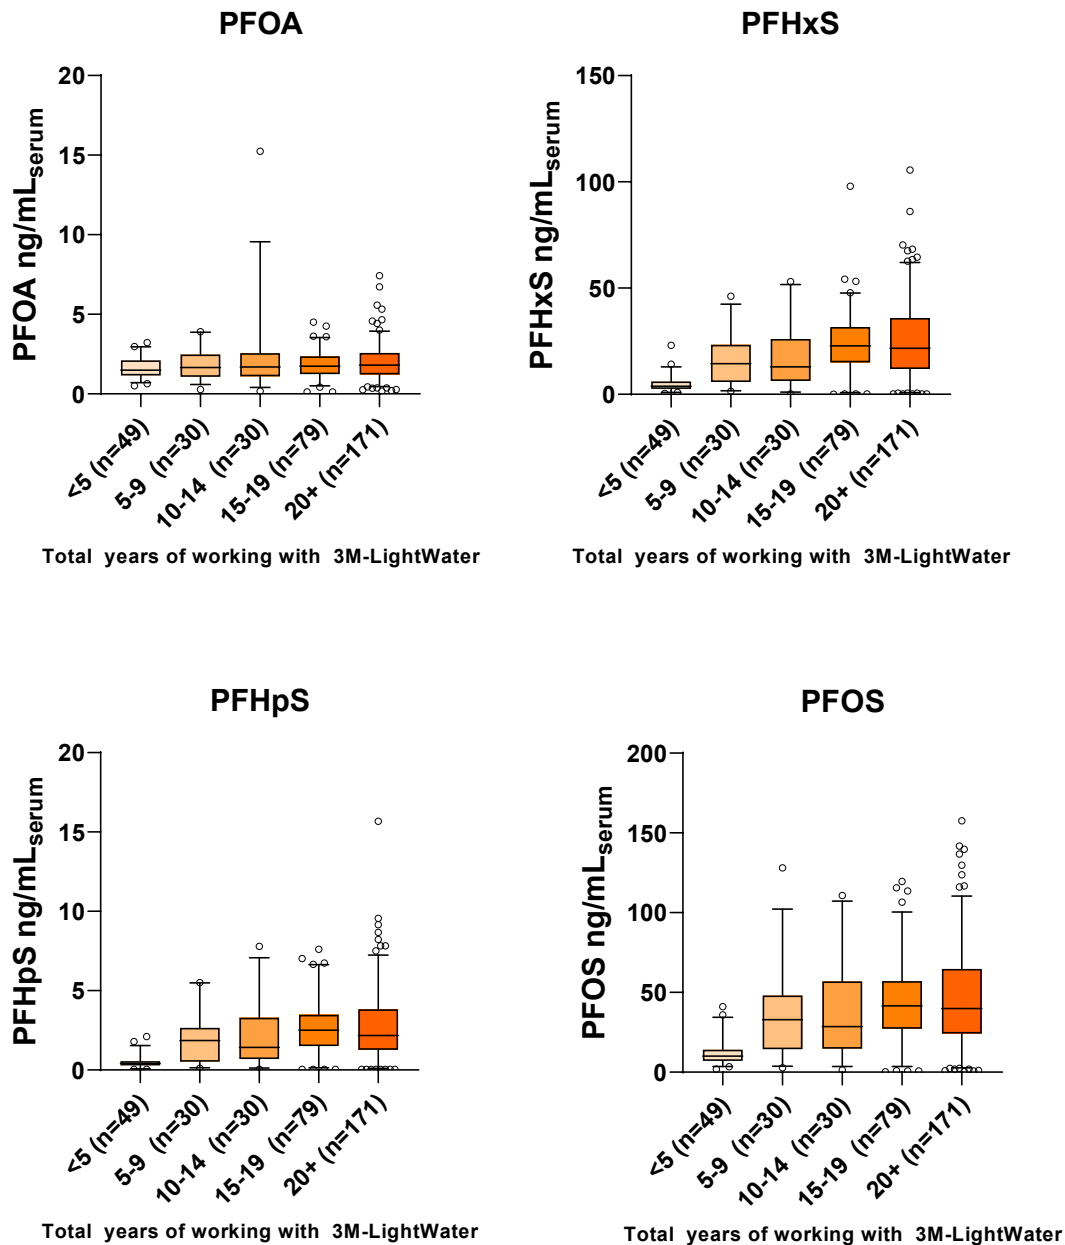 PFOA
PFOA ng/mLserum
20
15
10
5
0
<5 (n=49)
5-9 (n=30)
10-14 (n=30)
15-19 (n=79)
20+ (n=171)
Total years of working with 3M-LightWater
PFHxS
PFHxS ng/mLserum
150
100
50
0
<5 (n=49)
5-9 (n=30)
10-14 (n=30)
15-19 (n=79)
20+ (n=171)
Total years of working with 3M-LightWater
PFHpS
PFHpS ng/mLserum
20
15
10
5
0
<5 (n=49)
5-9 (n=30)
10-14 (n=30)
15-19 (n=79)
20+ (n=171)
Total years of working with 3M-LightWater
PFOS
PFOS ng/mLserum
200
150
100
50
0
<5 (n=49)
5-9 (n=30)
10-14 (n=30)
15-19 (n=79)
20+ (n=171)
Total years of working with 3M-LightWater